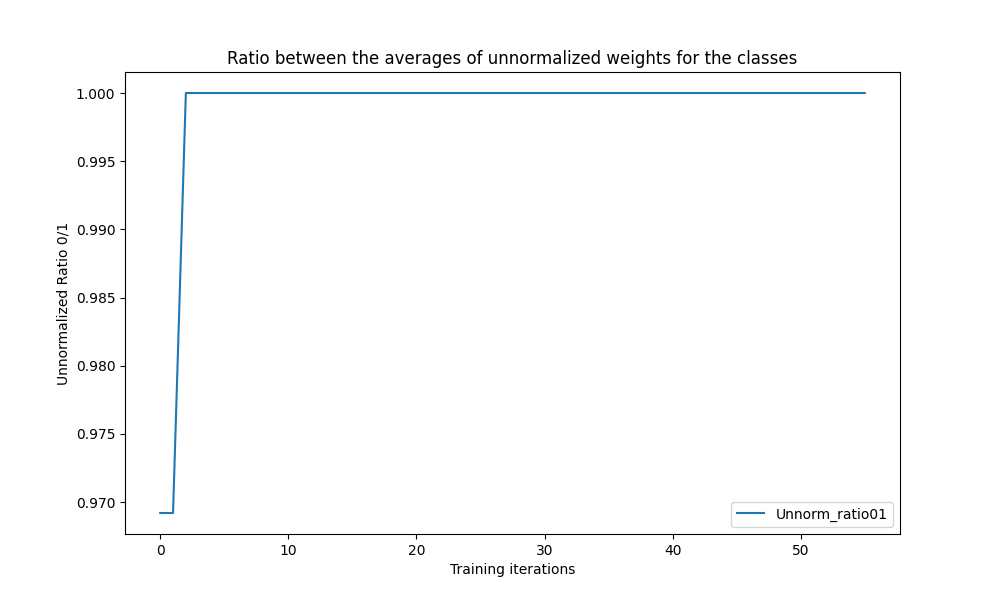 Ratio between the averages of unnormalized weights for the classes
1.000
0.995
0.990
0.985
0.980
0.975
0.970
Unnormalized Ratio 0/1
Unnorm_ratio01
0 10 20 30 40 50
Training iterations